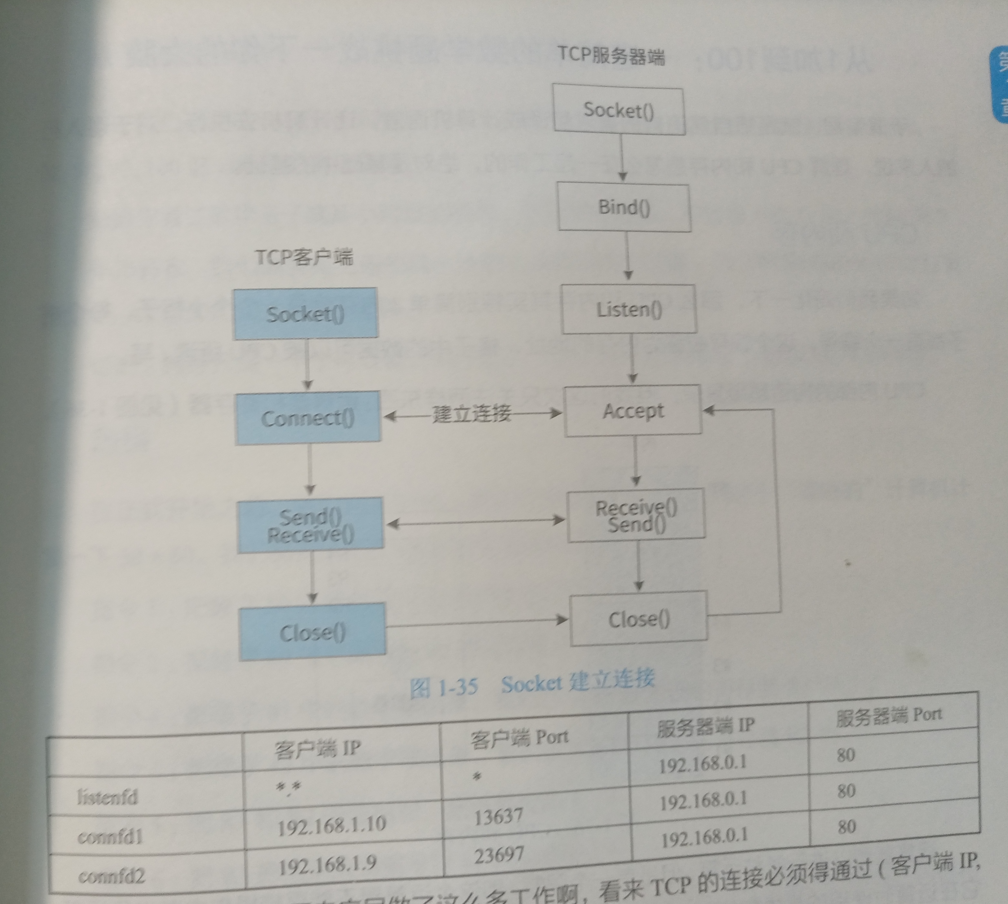 TCP服务器端
Socket()
Bind()
TCP客户端
Socket()
Listen()
Connect()
建立连接
Accept
Send()
Receive()
Receive()
Send()
Close()
Close()
图 1-35 Socket 建立连接
客户端 IP 客户端 Port 服务器端 IP 服务器端 Port
listenfd *.* * 192.168.0.1 80
connfd1 192.168.1.10 13637 192.168.0.1 80
connfd2 192.168.1.9 23697 192.168.0.1 80
做了这么多工作啊，看来 TCP 的连接必须得通过（客户端 IP,
第
章